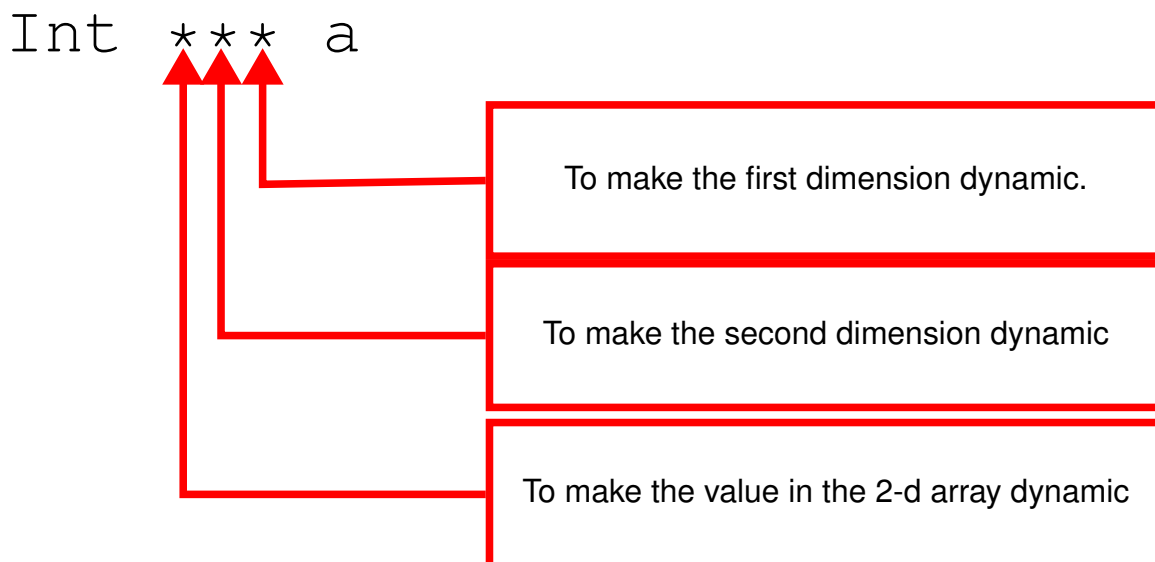 Int *** a
To make the first dimension dynamic.
To make the second dimension dynamic
To make the value in the 2-d array dynamic